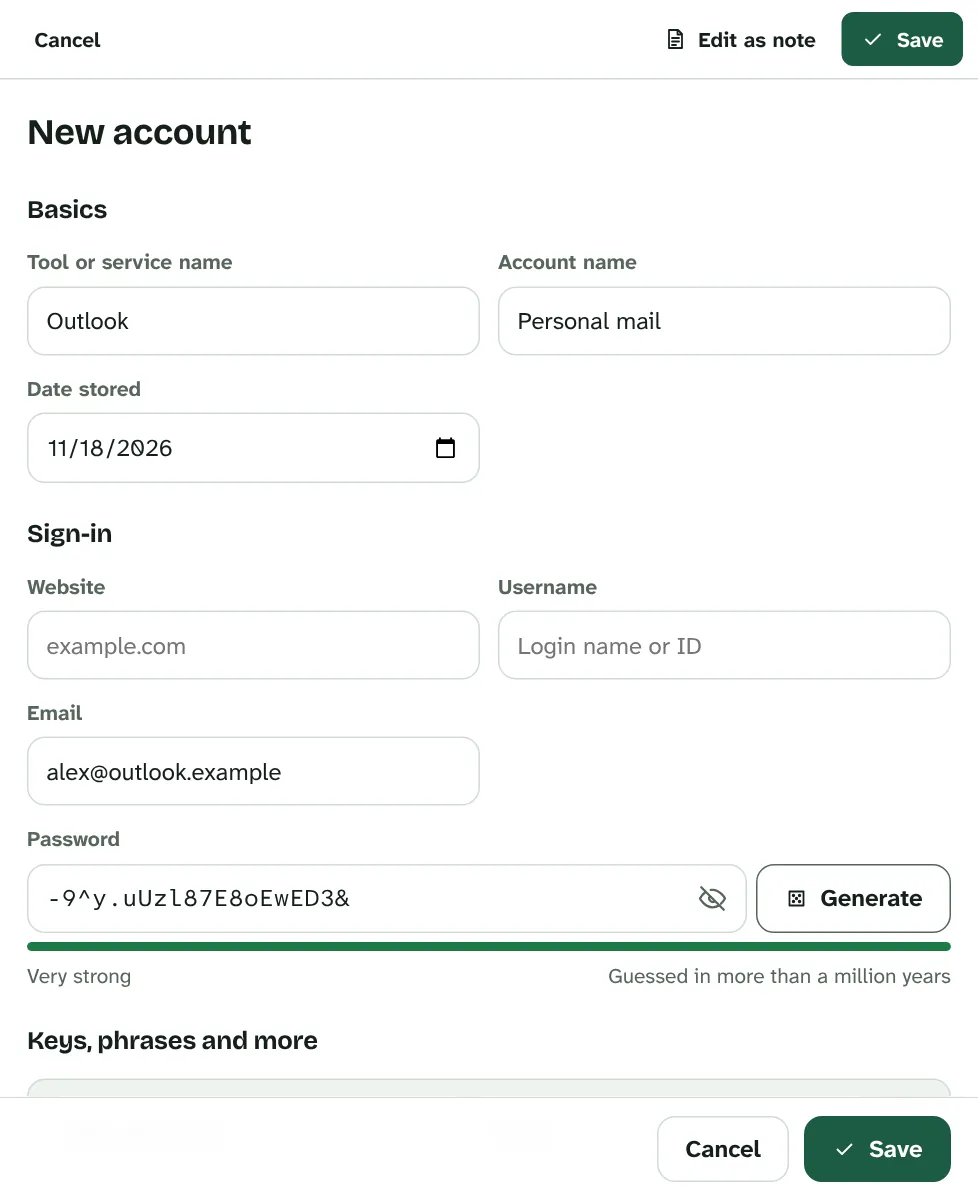 Cancel
Edit as note
Save
New account
Basics
Tool or service name
Account name
Outlook
Personal mail
Date stored
11/18/2026
Sign-in
Website
Username
example.com
Login name or ID
Email
alex@outlook.example
Password
-9^y.uUzl87E8oEwED3&
Generate
Very strong
Guessed in more than a million years
Keys, phrases and more
Cancel
Save